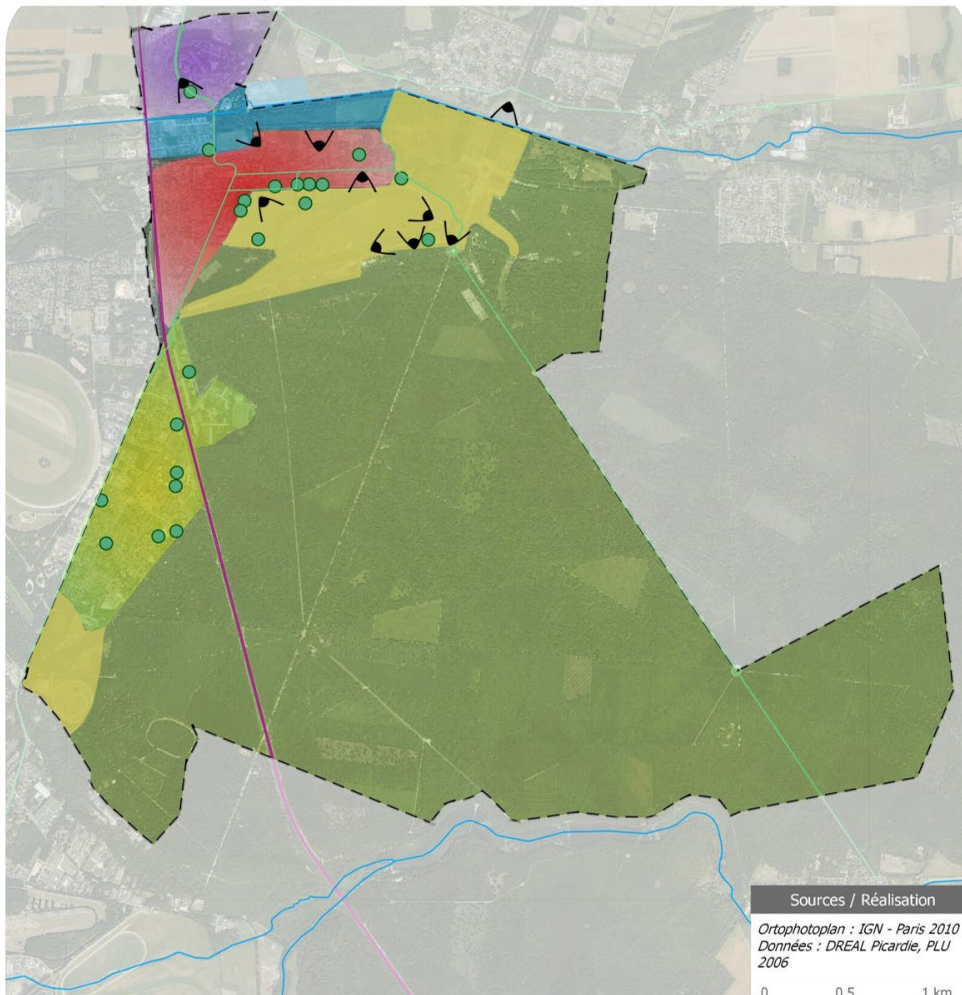 Sources / Réalisation
Ortophotoplan : IGN - Paris 2010
Données : DREAL Picardie, PLU
2006
0 0.5 1 km